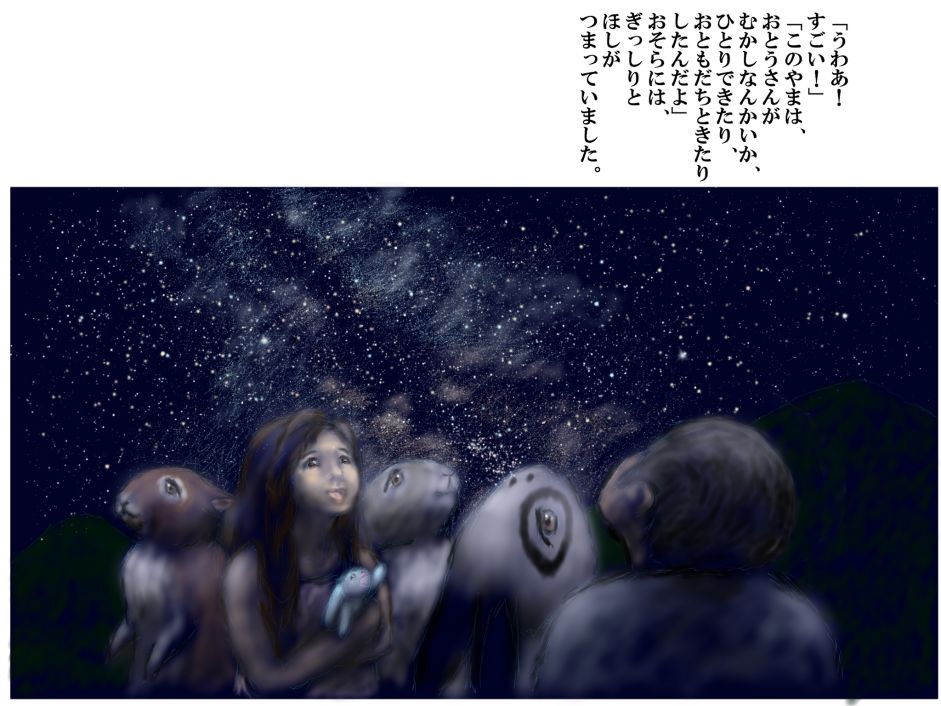 「うわあ！
すごい！」
「このやまは、
おとうさんが
むかしなんかいか、
ひとりできたり、
おともだちときたり
したんだよ」
おそらには、
ぎっしりと
ほしが
つまっていました。